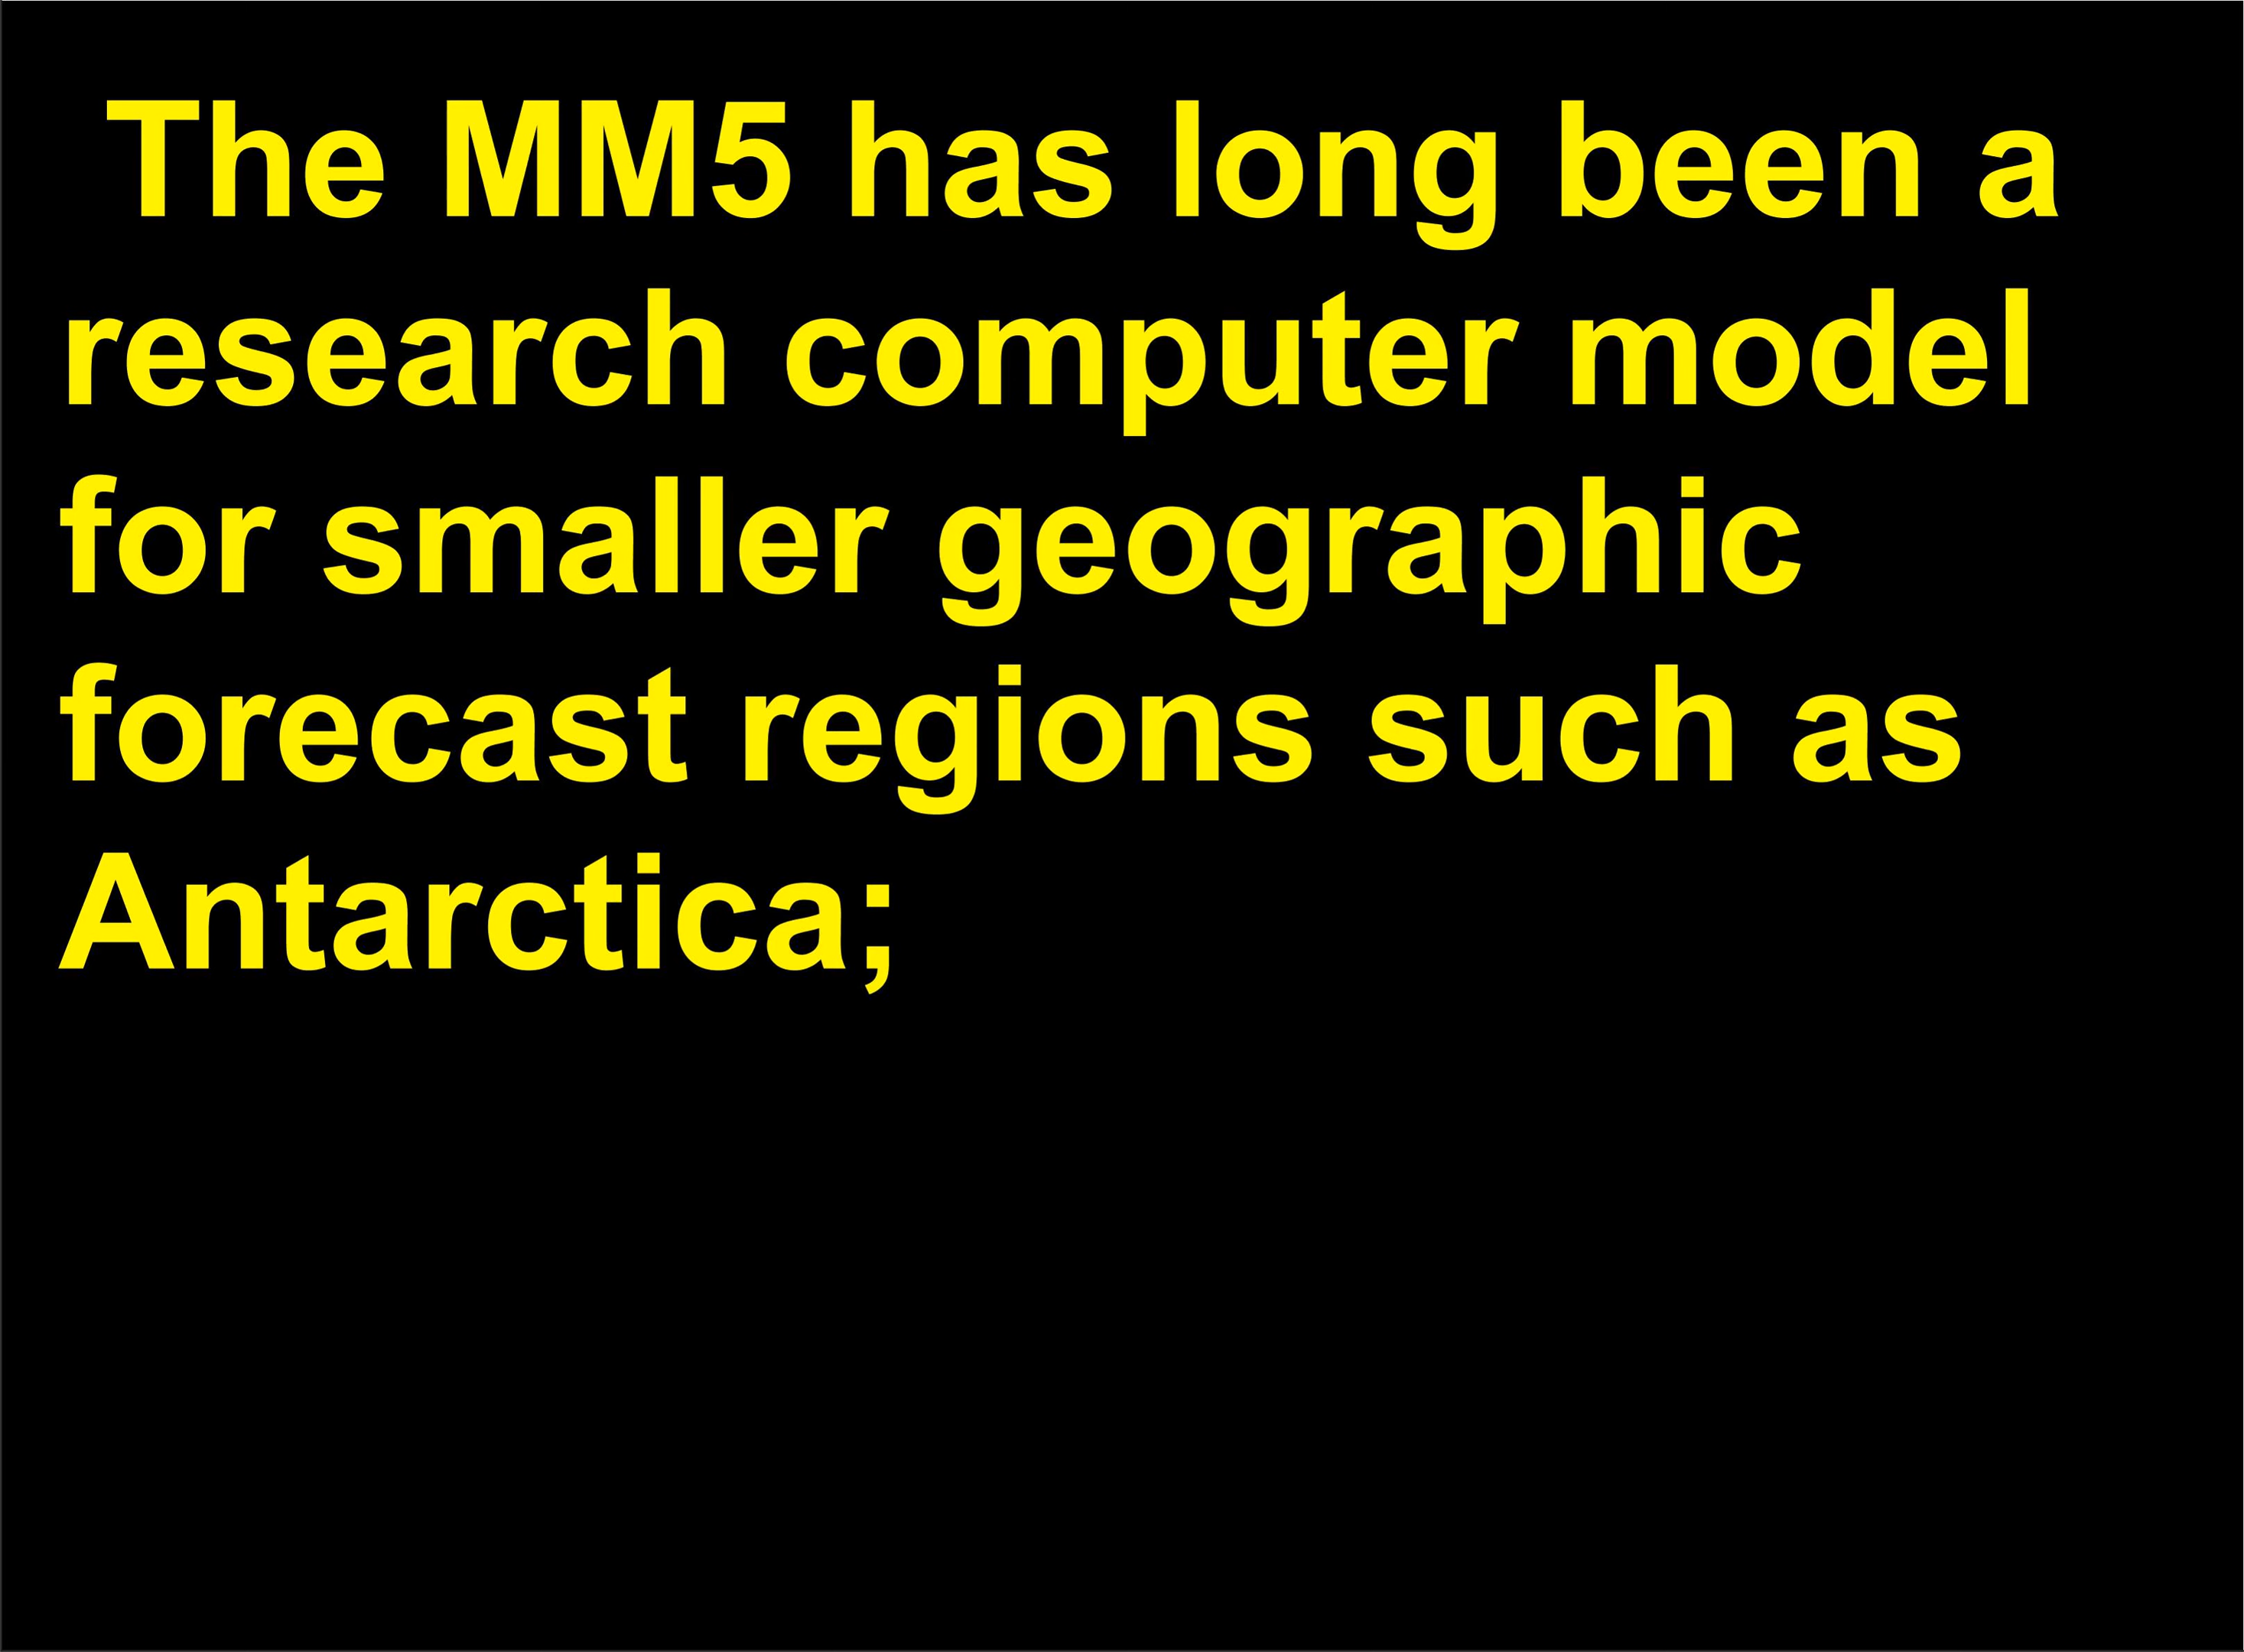 The MM5 has long been a
research computer model
for smaller geographic
forecast regions such as
Antarctica;